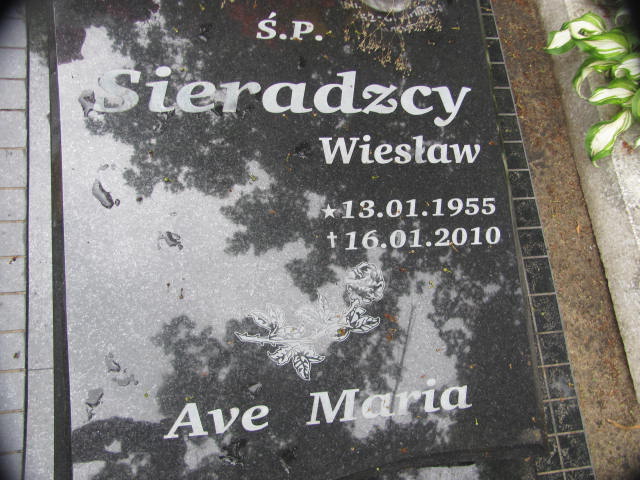 Ś.P.
Sieradzcy
Wiesław
★13.01.1955
†16.01.2010
Ave Maria